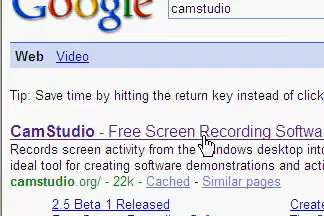 Google
camstudio
Web Video
Tip: Save time by hitting the return key instead of click
CamStudio - Free Screen Recording Softwa
Records screen activity from the Windows desktop into
ideal tool for creating software demonstrations and acti
camstudio.org/ - 22k - Cached - Similar pages
2.5 Beta 1 Released Create